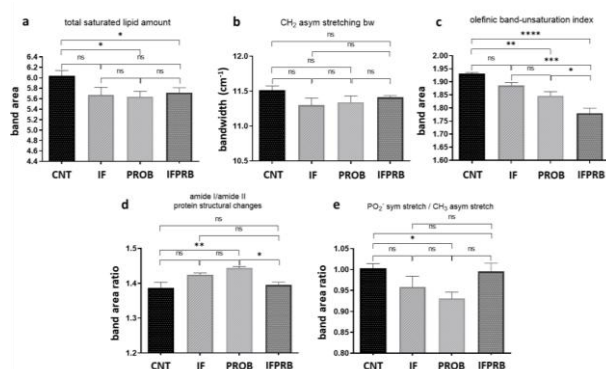 a
total saturated lipid amount
*
*
ns
ns
ns
ns
band area
6.4
6.2
6.0
5.8
5.6
5.4
5.2
5.0
4.8
4.6
4.4
CNT IF PROB IFPRB
b
CH₂ asym stretching bw
ns
ns
ns
ns
ns
ns
bandwidth (cm⁻¹)
12.0
11.5
11.0
10.5
CNT IF PROB IFPRB
c
olefinic band-unsaturation index
****
**
***
ns
ns
*
band area
2.00
1.95
1.90
1.85
1.80
1.75
1.70
1.65
1.60
CNT IF PROB IFPRB
d
amide I/amide II
protein structural changes
ns
ns
**
ns
ns
*
band area ratio
1.5
1.4
1.3
1.2
CNT IF PROB IFPRB
e
PO₂⁻ sym stretch / CH₃ asym stretch
ns
ns
*
ns
ns
ns
band area ratio
1.05
1.00
0.95
0.90
0.85
0.80
CNT IF PROB IFPRB